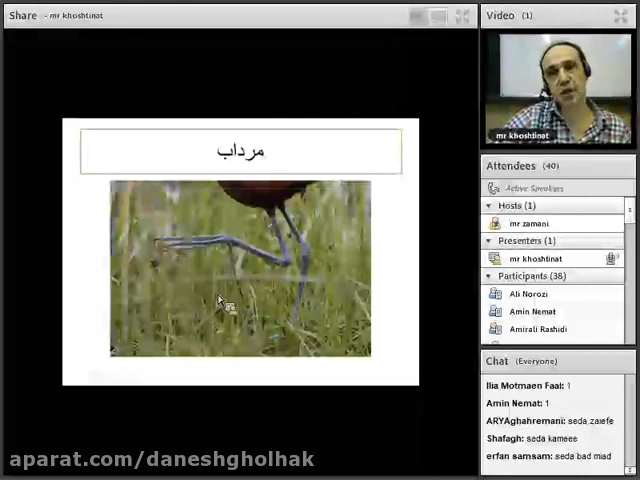 Share - mr khoshtinat
مرداب
Video (1)
mr khoshtinat
Attendees (40)
Active Speakers
Hosts (1)
mr zamani
Presenters (1)
mr khoshtinat
Participants (38)
Ali Norozi
Amin Nemat
Amirali Rashidi
Chat (Everyone)
Ilia Motmaen Faal: 1
Amin Nemat: 1
ARYAghahremani: seda zaiefe
Shafagh: seda kameee
erfan samsam: seda bad miad
aparat.com/daneshgholhak